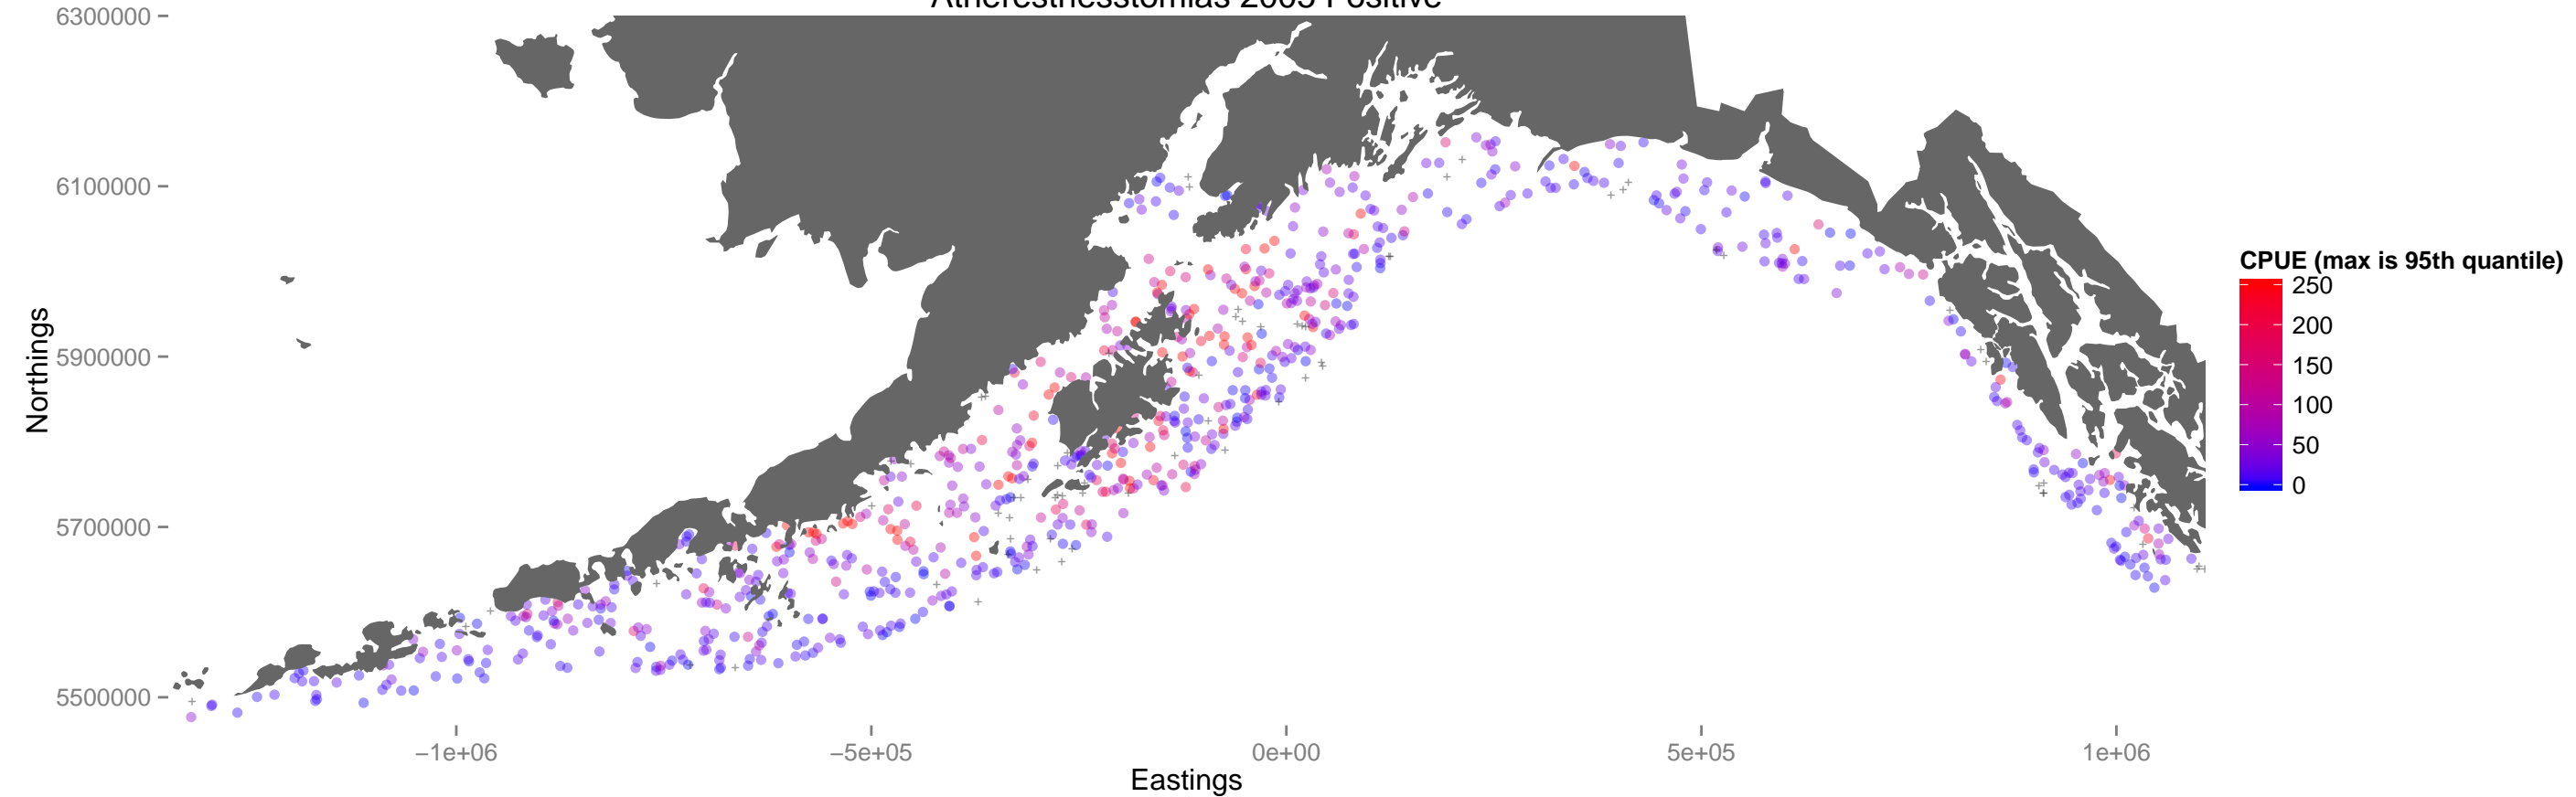 Atheresthesstomias 2005 Positive
6300000
6100000
5900000
5700000
5500000
Northings
−1e+06
−5e+05
0e+00
5e+05
1e+06
Eastings
CPUE (max is 95th quantile)
250
200
150
100
50
0